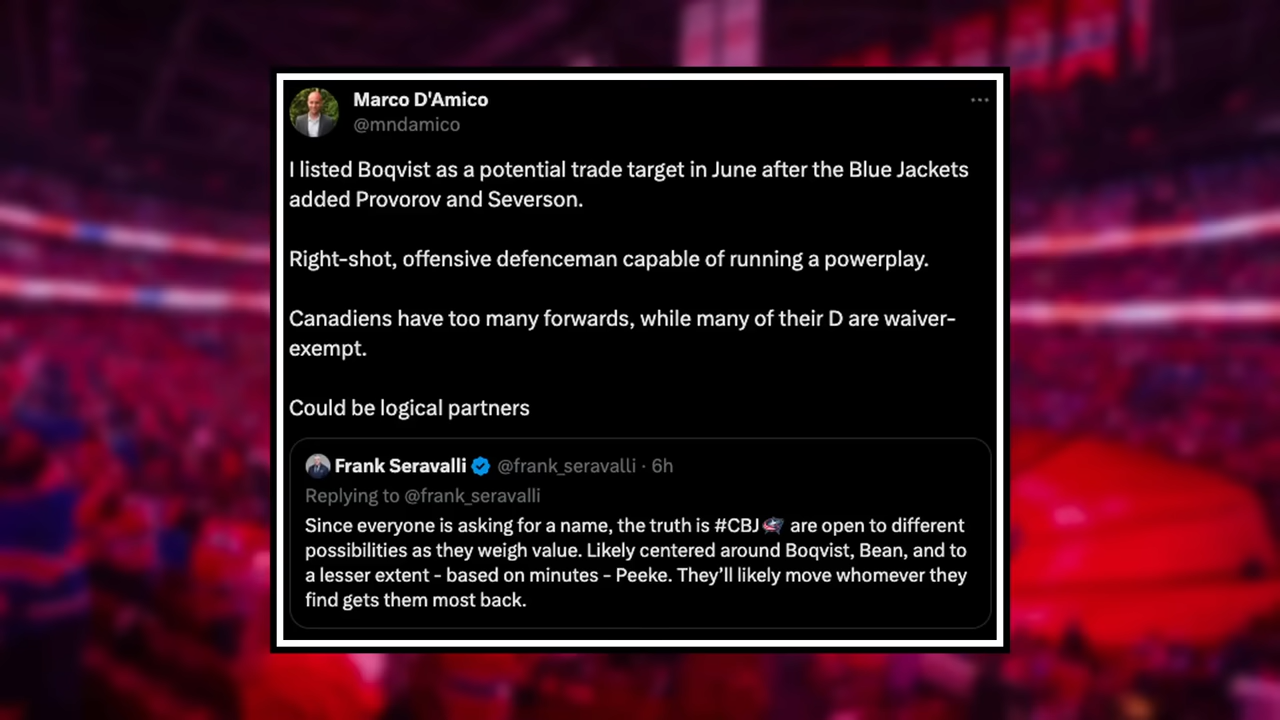 Marco D'Amico
@mndamico
I listed Boqvist as a potential trade target in June after the Blue Jackets
added Provorov and Severson.
Right-shot, offensive defenceman capable of running a powerplay.
Canadiens have too many forwards, while many of their D are waiver-
exempt.
Could be logical partners
Frank Seravalli @frank_seravalli · 6h
Replying to @frank_seravalli
Since everyone is asking for a name, the truth is #CBJ are open to different
possibilities as they weigh value. Likely centered around Boqvist, Bean, and to
a lesser extent - based on minutes - Peeke. They’ll likely move whomever they
find gets them most back.